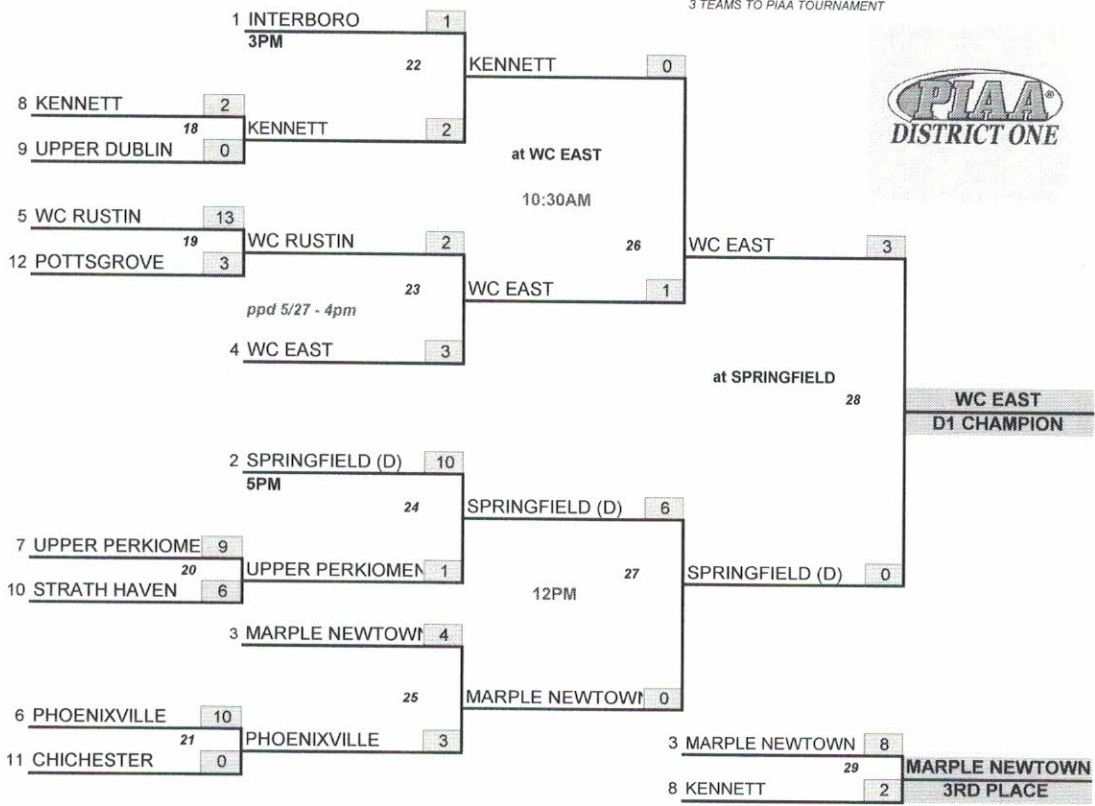 3 TEAMS TO PIAA TOURNAMENT
PIAA®
DISTRICT ONE
1 INTERBORO 1
3PM
22
KENNETT 0
8 KENNETT 2
18
KENNETT 2
9 UPPER DUBLIN 0
at WC EAST
10:30AM
5 WC RUSTIN 13
19
WC RUSTIN 2
12 POTTSGROVE 3
26
WC EAST 3
23
WC EAST 1
ppd 5/27 - 4pm
4 WC EAST 3
at SPRINGFIELD
28
WC EAST
D1 CHAMPION
2 SPRINGFIELD (D) 10
5PM
24
SPRINGFIELD (D) 6
7 UPPER PERKIOME 9
20
UPPER PERKIOMEN 1
10 STRATH HAVEN 6
27
SPRINGFIELD (D) 0
12PM
3 MARPLE NEWTOWN 4
25
MARPLE NEWTOWN 0
6 PHOENIXVILLE 10
21
PHOENIXVILLE 3
11 CHICHESTER 0
3 MARPLE NEWTOWN 8
29
MARPLE NEWTOWN
3RD PLACE
8 KENNETT 2